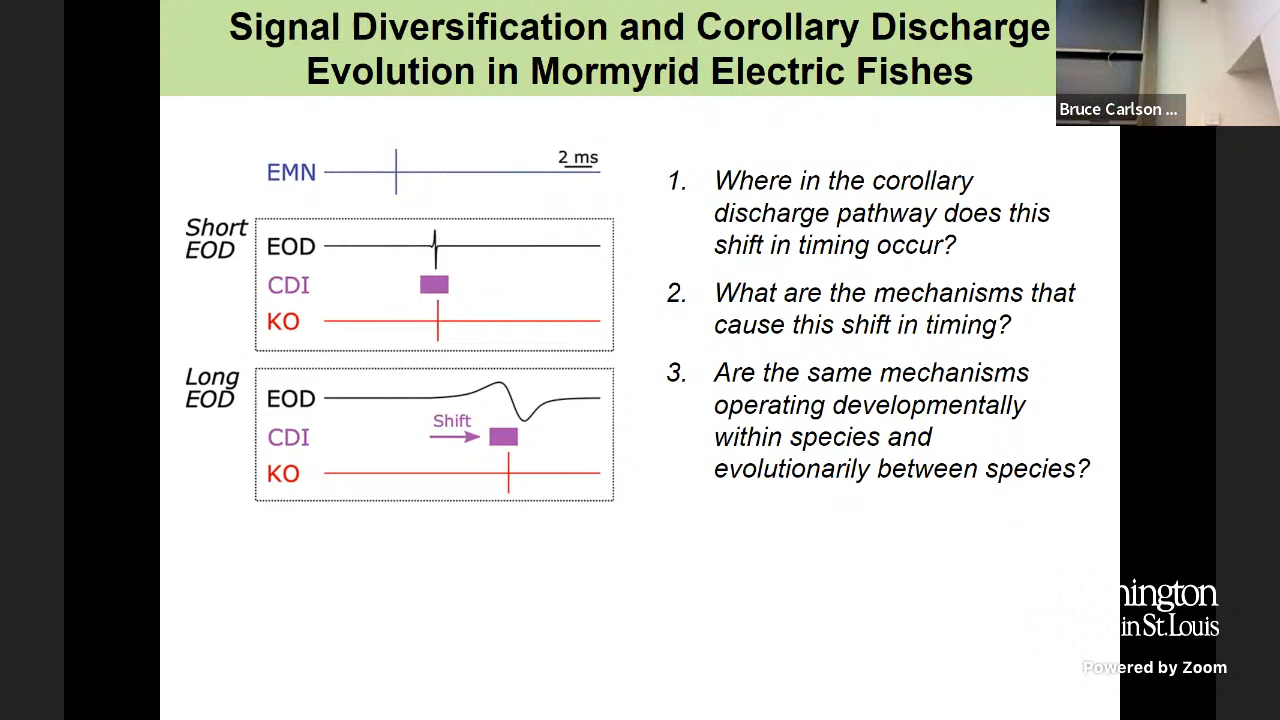 Signal Diversification and Corollary Discharge
Evolution in Mormyrid Electric Fishes
Bruce Carlson ...
EMN
2 ms
Short
EOD
EOD
CDI
KO
Long
EOD
EOD
Shift
CDI
KO
1. Where in the corollary
discharge pathway does this
shift in timing occur?
2. What are the mechanisms that
cause this shift in timing?
3. Are the same mechanisms
operating developmentally
within species and
evolutionarily between species?
in St. Louis
Powered by Zoom